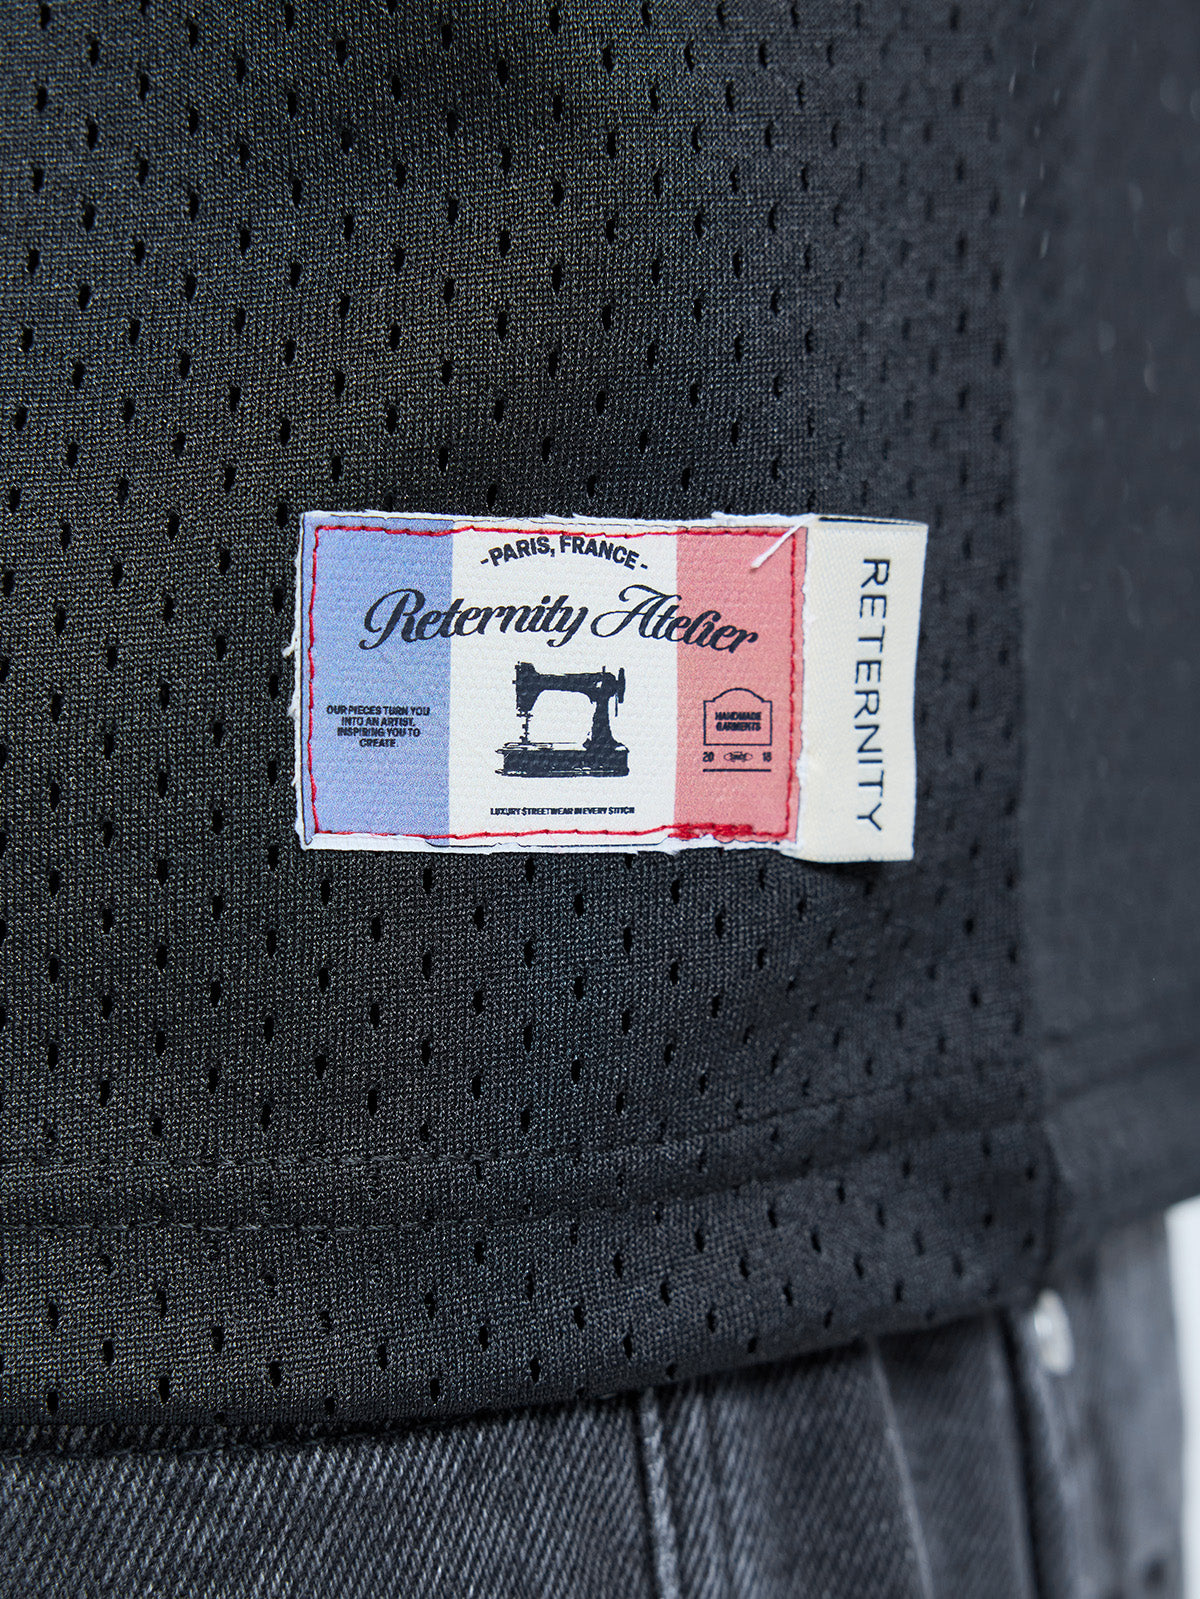 -PARIS, FRANCE-
Reternity Atelier
OUR PIECES TURN YOU
INTO AN ARTIST,
INSPIRING YOU TO
CREATE.
HANDMADE
GARMENTS
20 18
LUXURY STREETWEAR IN EVERY STITCH
RETERNITY